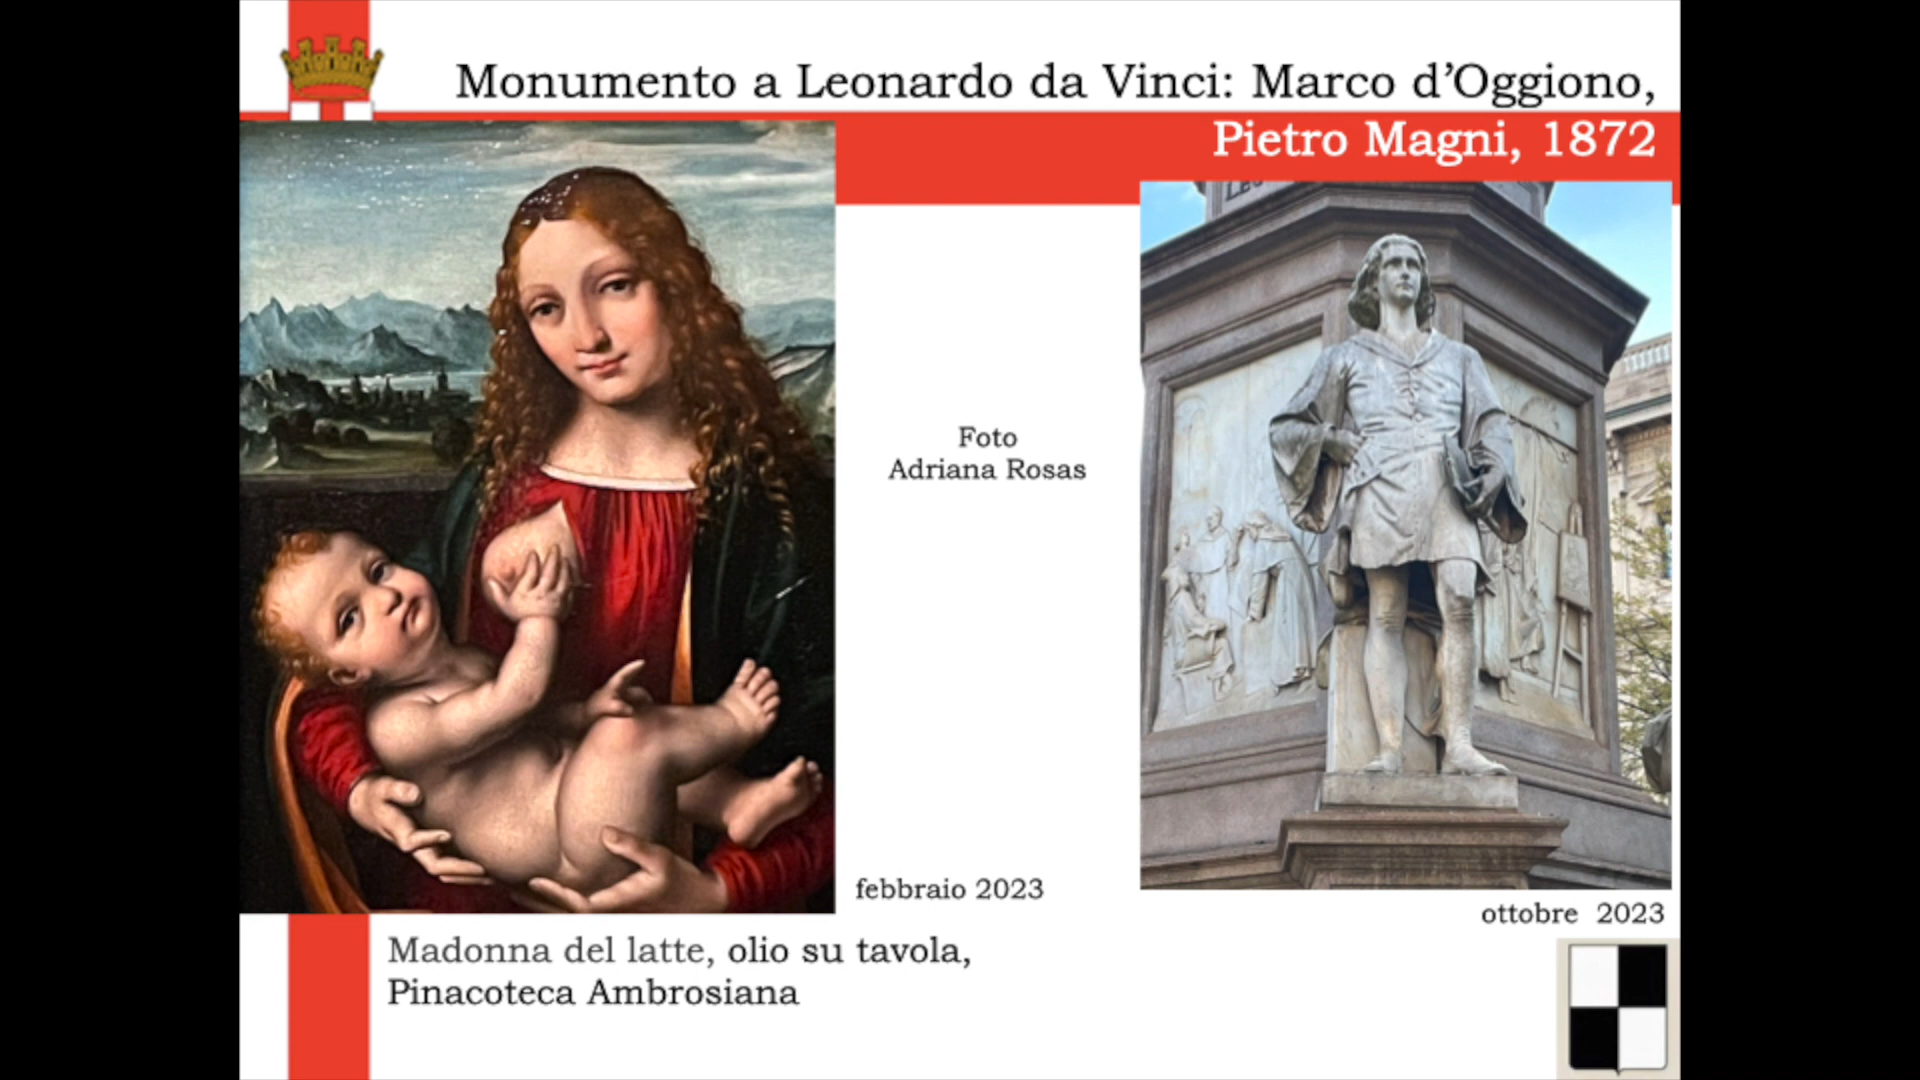 Monumento a Leonardo da Vinci: Marco d’Oggiono,
Pietro Magni, 1872
Foto
Adriana Rosas
febbraio 2023
ottobre 2023
Madonna del latte, olio su tavola,
Pinacoteca Ambrosiana